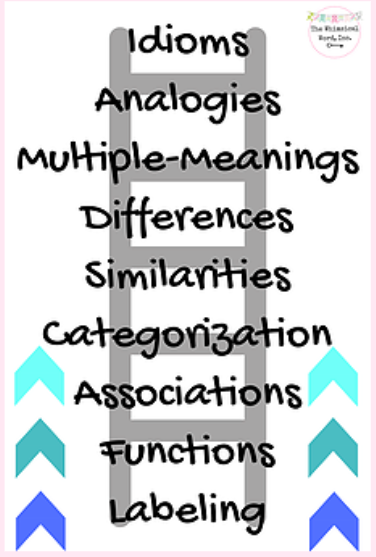 The Whimsical
Word, Inc.
Idioms
Analogies
Multiple-Meanings
Differences
Similarities
Categorization
Associations
Functions
Labeling